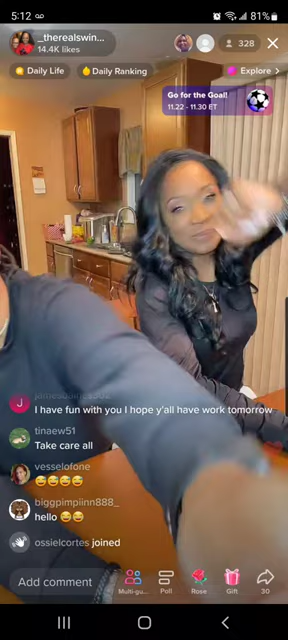 5:12
81%
_therealswin...
14.4K likes
328
Daily Life
Daily Ranking
Explore >
Go for the Goal!
11.22 - 11.30 ET
I have fun with you I hope y'all have work tomorrow
tinaew51
Take care all
vesselofone
😅😅😅😅
biggpimpiinn888_
hello 😂😂
ossielcortes joined
Add comment
Multi-gu...
Poll
Rose
Gift
30